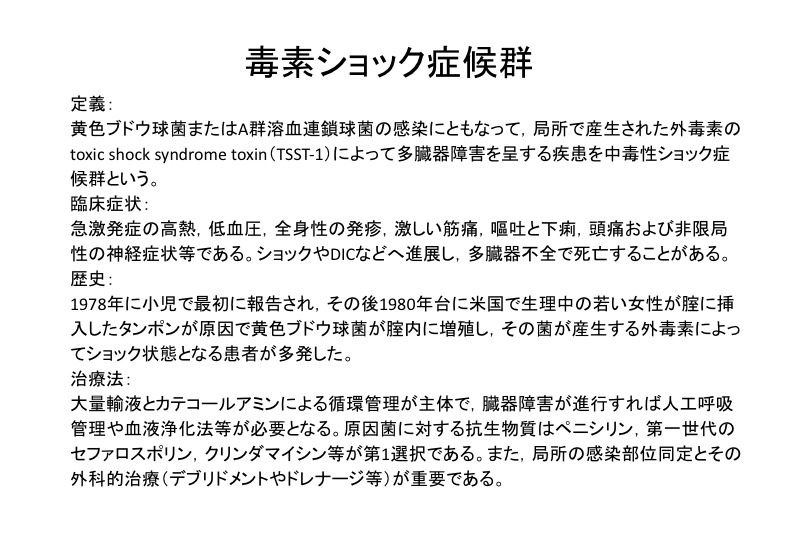 毒素ショック症候群
定義：
黄色ブドウ球菌またはA群溶血連鎖球菌の感染にともなって，局所で産生された外毒素の
toxic shock syndrome toxin（TSST-1）によって多臓器障害を呈する疾患を中毒性ショック症
候群という。
臨床症状：
急激発症の高熱，低血圧，全身性の発疹，激しい筋痛，嘔吐と下痢，頭痛および非限局
性の神経症状等である。ショックやDICなどへ進展し，多臓器不全で死亡することがある。
歴史：
1978年に小児で最初に報告され，その後1980年台に米国で生理中の若い女性が腟に挿
入したタンポンが原因で黄色ブドウ球菌が腟内に増殖し，その菌が産生する外毒素によっ
てショック状態となる患者が多発した。
治療法：
大量輸液とカテコールアミンによる循環管理が主体で，臓器障害が進行すれば人工呼吸
管理や血液浄化法等が必要となる。原因菌に対する抗生物質はペニシリン，第一世代の
セファロスポリン，クリンダマイシン等が第1選択である。また，局所の感染部位同定とその
外科的治療（デブリドメントやドレナージ等）が重要である。